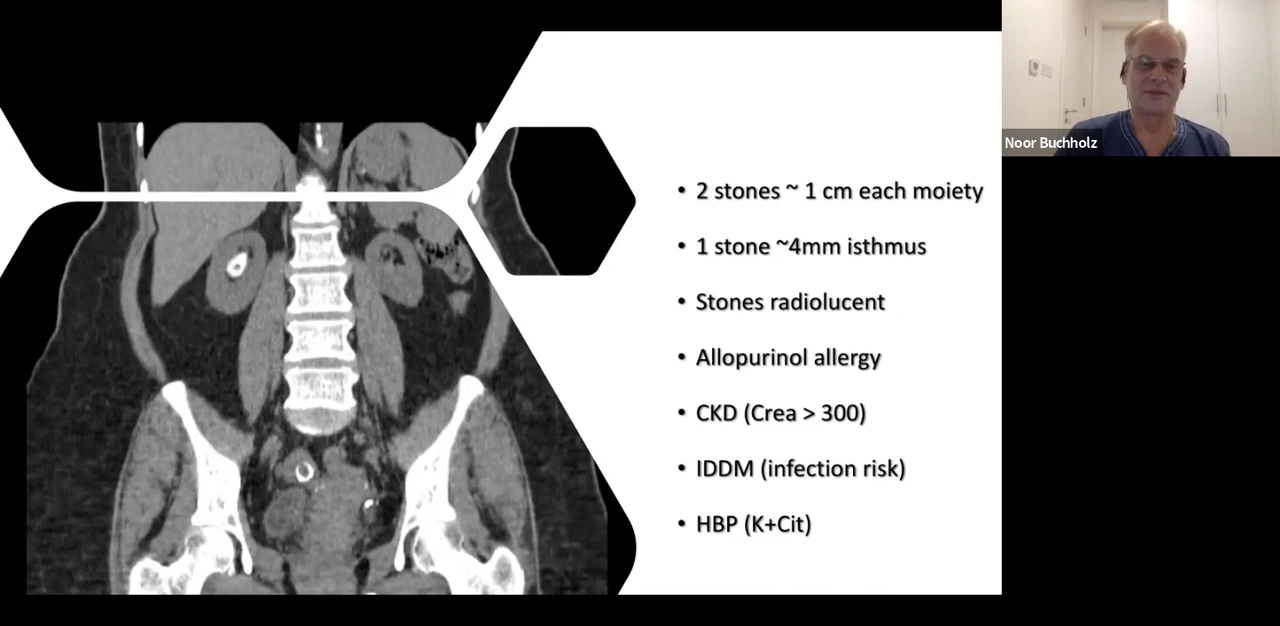 • 2 stones ~ 1 cm each moiety
• 1 stone ~4mm isthmus
• Stones radiolucent
• Allopurinol allergy
• CKD (Crea > 300)
• IDDM (infection risk)
• HBP (K+Cit)
Noor Buchholz